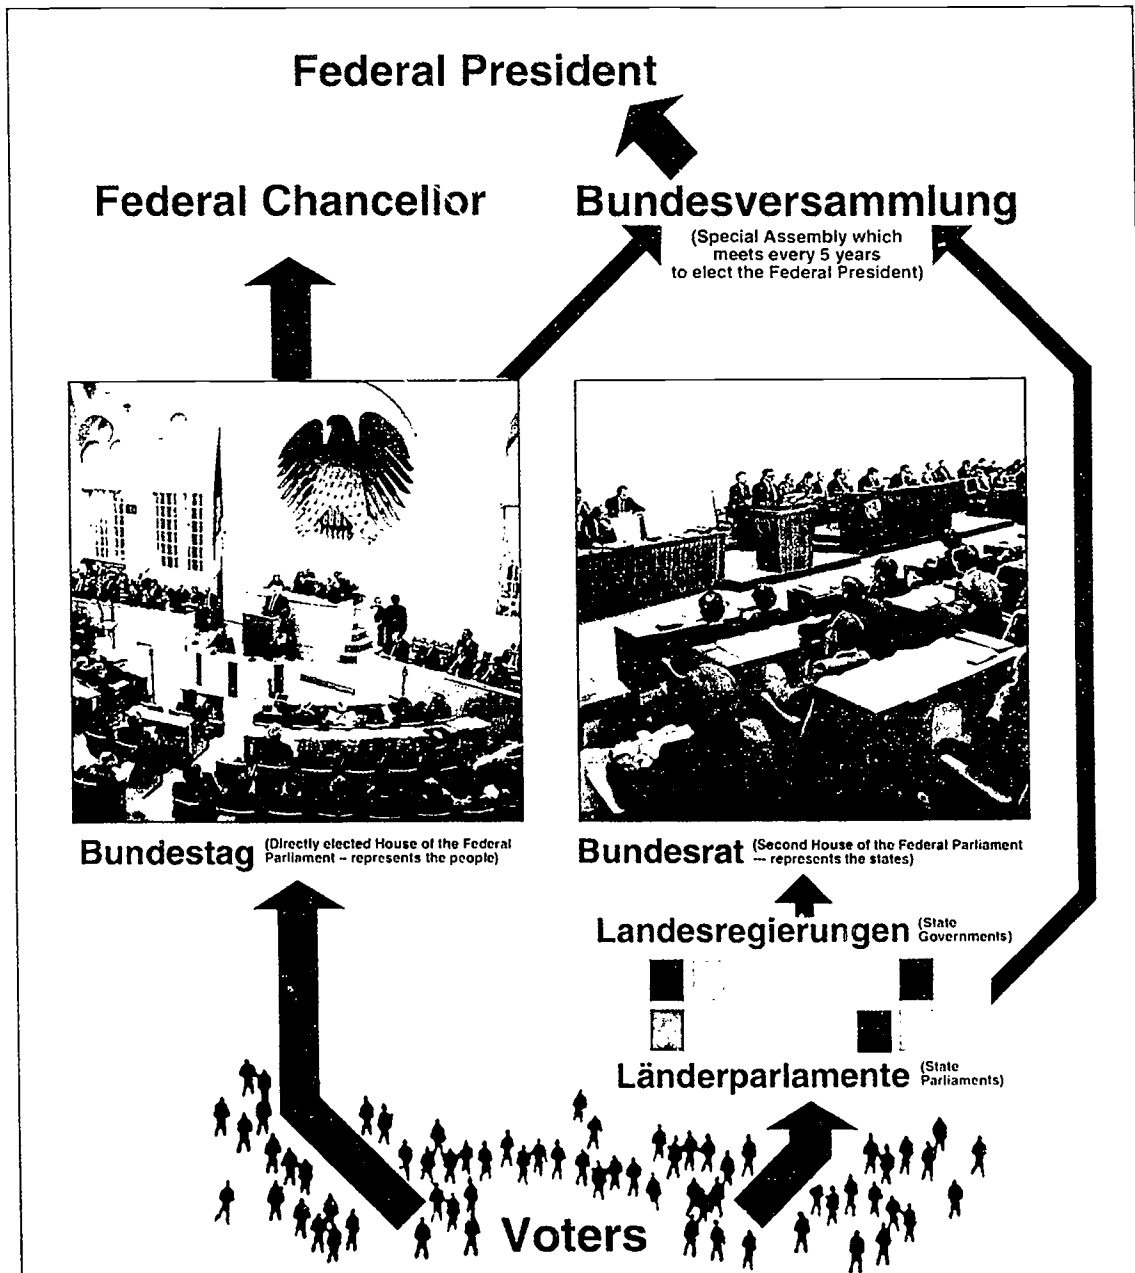 Federal President
Federal Chancellor
Bundesversammlung
(Special Assembly which
meets every 5 years
to elect the Federal President)
Bundestag (Directly elected House of the Federal
Parliament – represents the people)
Bundesrat (Second House of the Federal Parliament
— represents the states)
Landesregierungen (State
Governments)
Länderparlamente (State
Parliaments)
Voters